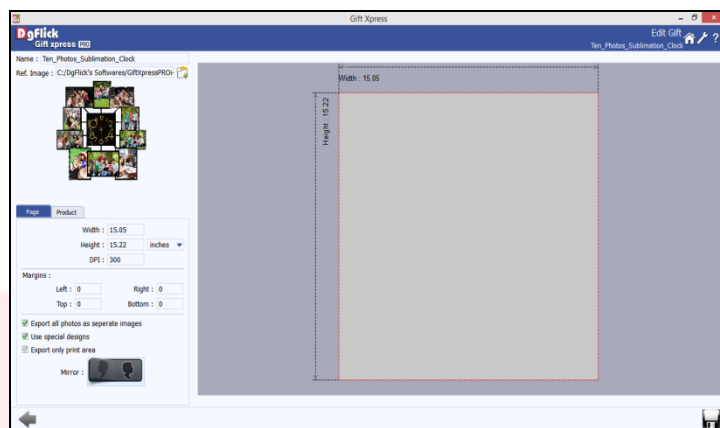 Gift Xpress
DgFlick
Gift xpress PRO
Edit Gift
Ten_Photos_Sublimation_Clock
?
Name : Ten_Photos_Sublimation_Clock
Ref. Image : C:/DgFlick's Softwares/GiftXpressPRO/
Width : 15.05
Height : 15.22
Page
Product
Width : 15.05
Height : 15.22 inches
DPI : 300
Margins :
Left : 0 Right : 0
Top : 0 Bottom : 0
Export all photos as seperate images
Use special designs
Export only print area
Mirror :